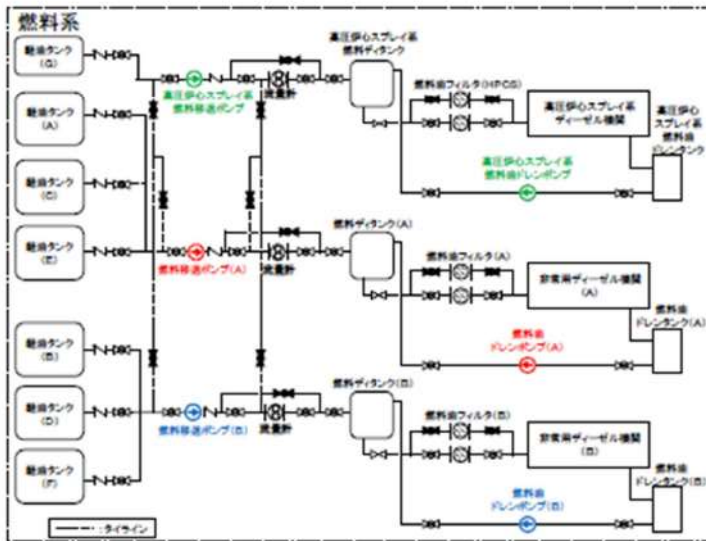 燃料系
軽油タンク
(G)
軽油タンク
(A)
軽油タンク
(C)
軽油タンク
(E)
軽油タンク
(B)
軽油タンク
(D)
軽油タンク
(F)
高圧炉心スプレイ系
燃料移送ポンプ
流量計
高圧炉心スプレイ系
燃料ディタンク
燃料油フィルタ(HPCS)
高圧炉心スプレイ系
ディーゼル機関
高圧炉心
スプレイ系
燃料油
ドレンタンク
高圧炉心スプレイ系
燃料油ドレンポンプ
燃料移送ポンプ(A)
流量計
燃料ディタンク(A)
燃料油フィルタ(A)
非常用ディーゼル機関
(A)
燃料油
ドレンタンク(A)
燃料油
ドレンポンプ(A)
燃料移送ポンプ(B)
流量計
燃料ディタンク(B)
燃料油フィルタ(B)
非常用ディーゼル機関
(B)
燃料油
ドレンタンク(B)
燃料油
ドレンポンプ(B)
:タイライン